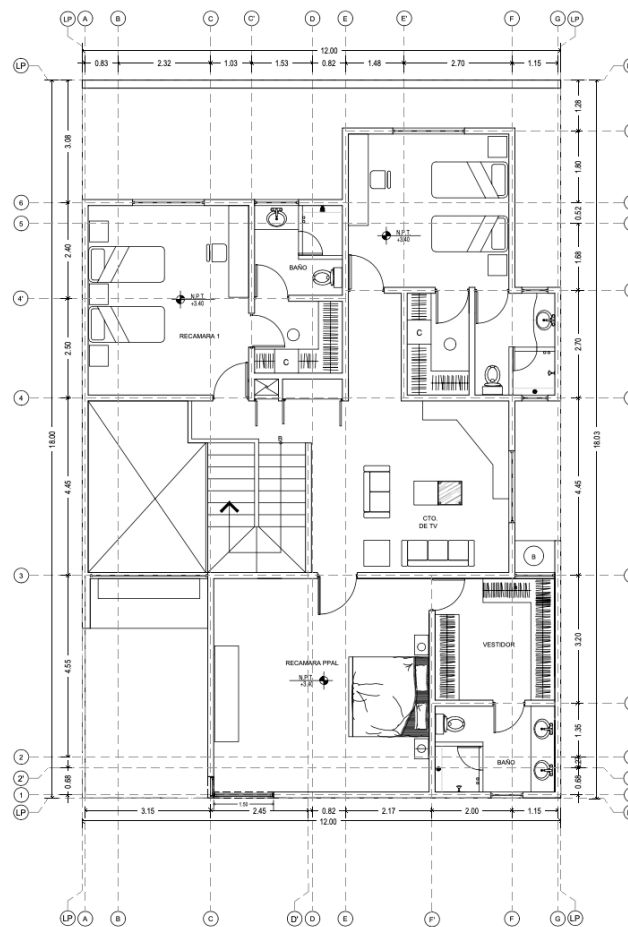 LP A B C C' D E E' F G LP
12.00
0.83 2.32 1.03 1.53 0.82 1.48 2.70 1.15
LP
3.08
1.28
1.80
6
0.52
5
2.40
1.68
N.P.T.
+3.40
BAÑO
4'
N.P.T.
+3.40
RECAMARA 1
C
2.50
2.70
C
4
B
18.00
18.03
4.45
4.45
CTO.
DE TV
B
3
3.20
VESTIDOR
RECAMARA PPAL
N.P.T.
+3.40
4.55
1.35
2
BAÑO
2'
0.68
0.68
1
LP
3.15 2.45 0.82 2.17 2.00 1.15
12.00
LP A B C D' D E F' F G LP